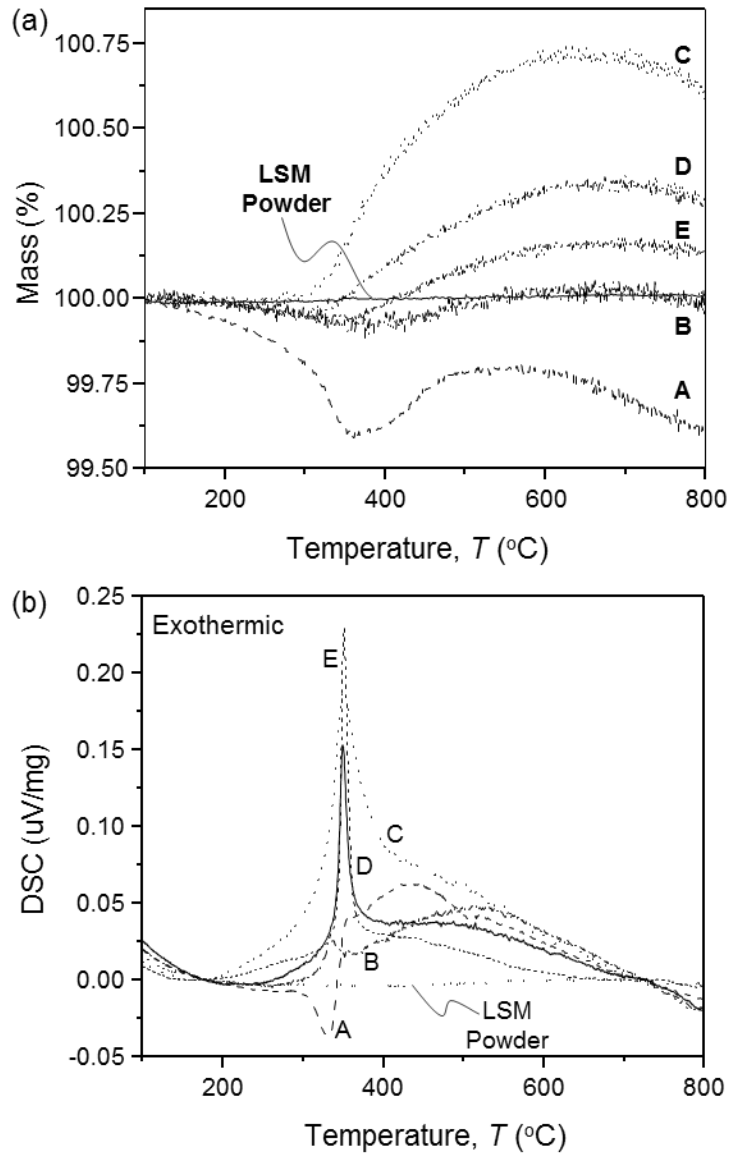 (a)
100.75
100.50
100.25
100.00
99.75
99.50
Mass (%)
LSM
Powder
C
D
E
B
A
200
400
600
800
Temperature, T (°C)
(b)
0.25
0.20
0.15
0.10
0.05
0.00
-0.05
DSC (uV/mg)
Exothermic
E
C
D
B
A
LSM
Powder
200
400
600
800
Temperature, T (°C)